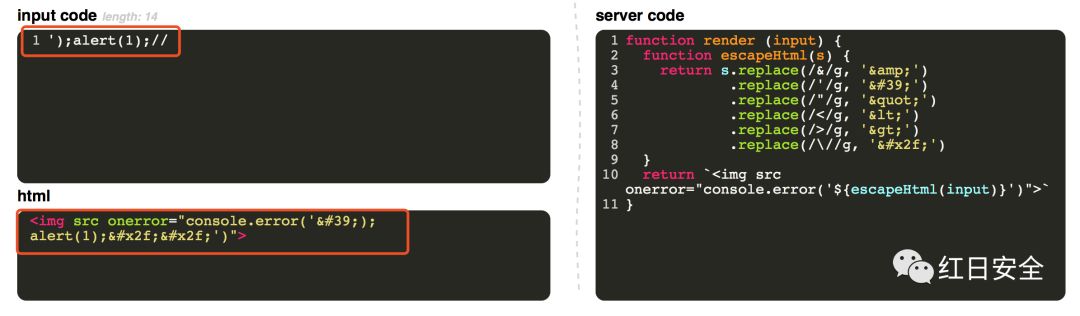 input code length: 14
1 ');alert(1);//
html
<img src onerror="console.error('&#39;);
alert(1);&#x2f;&#x2f;')">
server code
1 function render (input) {
2 function escapeHtml(s) {
3 return s.replace(/&/g, '&amp;')
4 .replace(/'/g, '&#39;')
5 .replace(/"/g, '&quot;')
6 .replace(/</g, '&lt;')
7 .replace(/>/g, '&gt;')
8 .replace(/\//g, '&#x2f;')
9 }
10 return `<img src
onerror="console.error('${escapeHtml(input)}')">`
11 }
红日安全